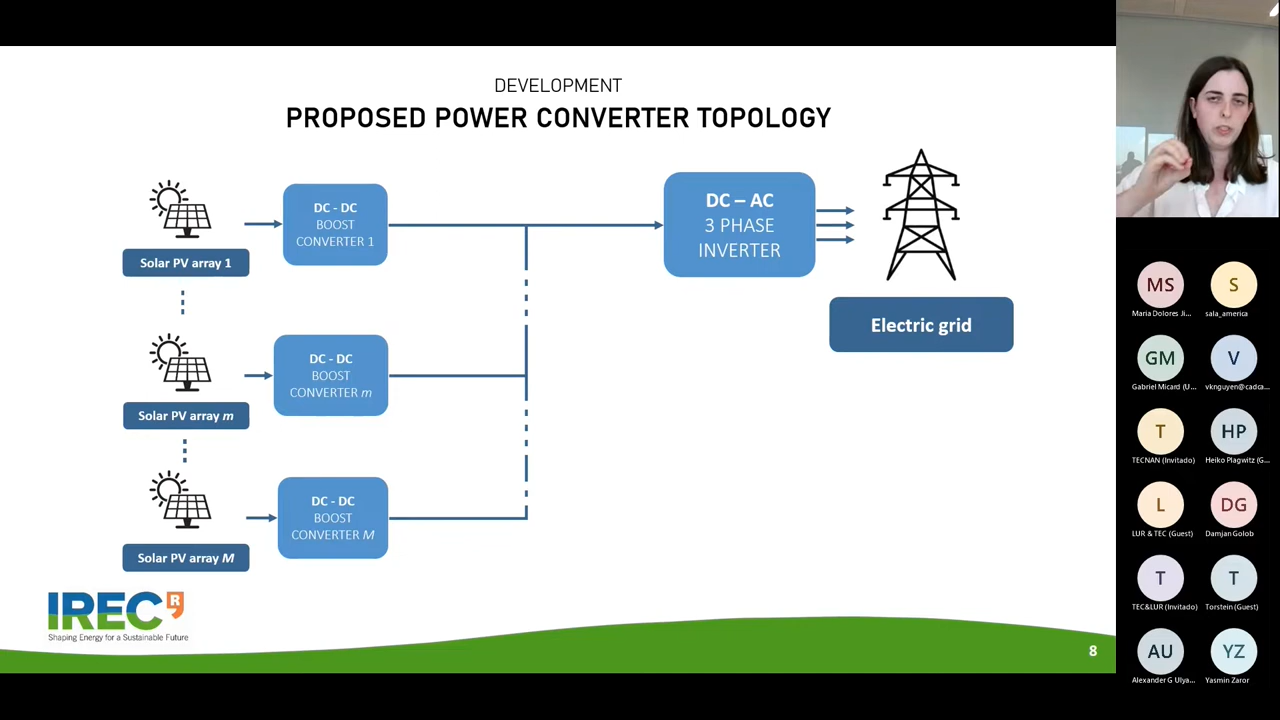 DEVELOPMENT
PROPOSED POWER CONVERTER TOPOLOGY
DC - DC
BOOST
CONVERTER 1
Solar PV array 1
DC – AC
3 PHASE
INVERTER
Electric grid
DC - DC
BOOST
CONVERTER m
Solar PV array m
DC - DC
BOOST
CONVERTER M
Solar PV array M
IREC R
Shaping Energy for a Sustainable Future
8
MS
Maria Dolores Ji...
S
sala_america
GM
Gabriel Micard (U...
V
vknguyen@cadca...
T
TECNAN (Invitado)
HP
Heiko Plagwitz (G...
L
LUR & TEC (Guest)
DG
Damjan Golob
T
TEC&LUR (Invitado)
T
Torstein (Guest)
AU
Alexander G Ulya...
YZ
Yasmin Zaror